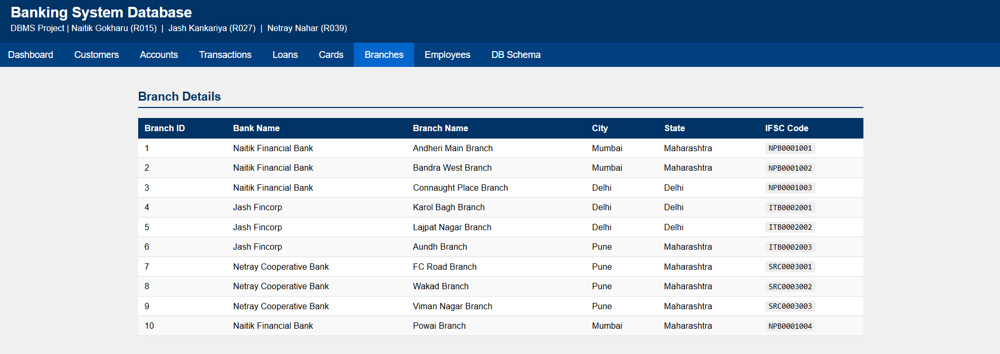 Banking System Database
DBMS Project | Naitik Gokharu (R015) | Jash Kankariya (R027) | Netray Nahar (R039)
Dashboard Customers Accounts Transactions Loans Cards Branches Employees DB Schema
Branch Details
Branch ID Bank Name Branch Name City State IFSC Code
1 Naitik Financial Bank Andheri Main Branch Mumbai Maharashtra NPB0001001
2 Naitik Financial Bank Bandra West Branch Mumbai Maharashtra NPB0001002
3 Naitik Financial Bank Connaught Place Branch Delhi Delhi NPB0001003
4 Jash Fincorp Karol Bagh Branch Delhi Delhi ITB0002001
5 Jash Fincorp Lajpat Nagar Branch Delhi Delhi ITB0002002
6 Jash Fincorp Aundh Branch Pune Maharashtra ITB0002003
7 Netray Cooperative Bank FC Road Branch Pune Maharashtra SRC0003001
8 Netray Cooperative Bank Wakad Branch Pune Maharashtra SRC0003002
9 Netray Cooperative Bank Viman Nagar Branch Pune Maharashtra SRC0003003
10 Naitik Financial Bank Powai Branch Mumbai Maharashtra NPB0001004